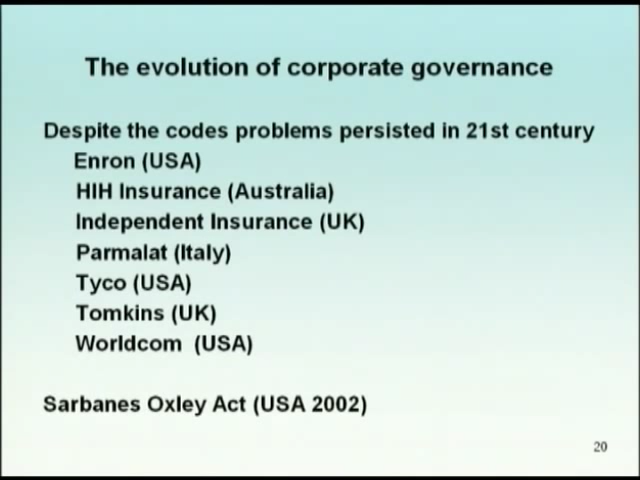 The evolution of corporate governance
Despite the codes problems persisted in 21st century
Enron (USA)
HIH Insurance (Australia)
Independent Insurance (UK)
Parmalat (Italy)
Tyco (USA)
Tomkins (UK)
Worldcom (USA)
Sarbanes Oxley Act (USA 2002)
20